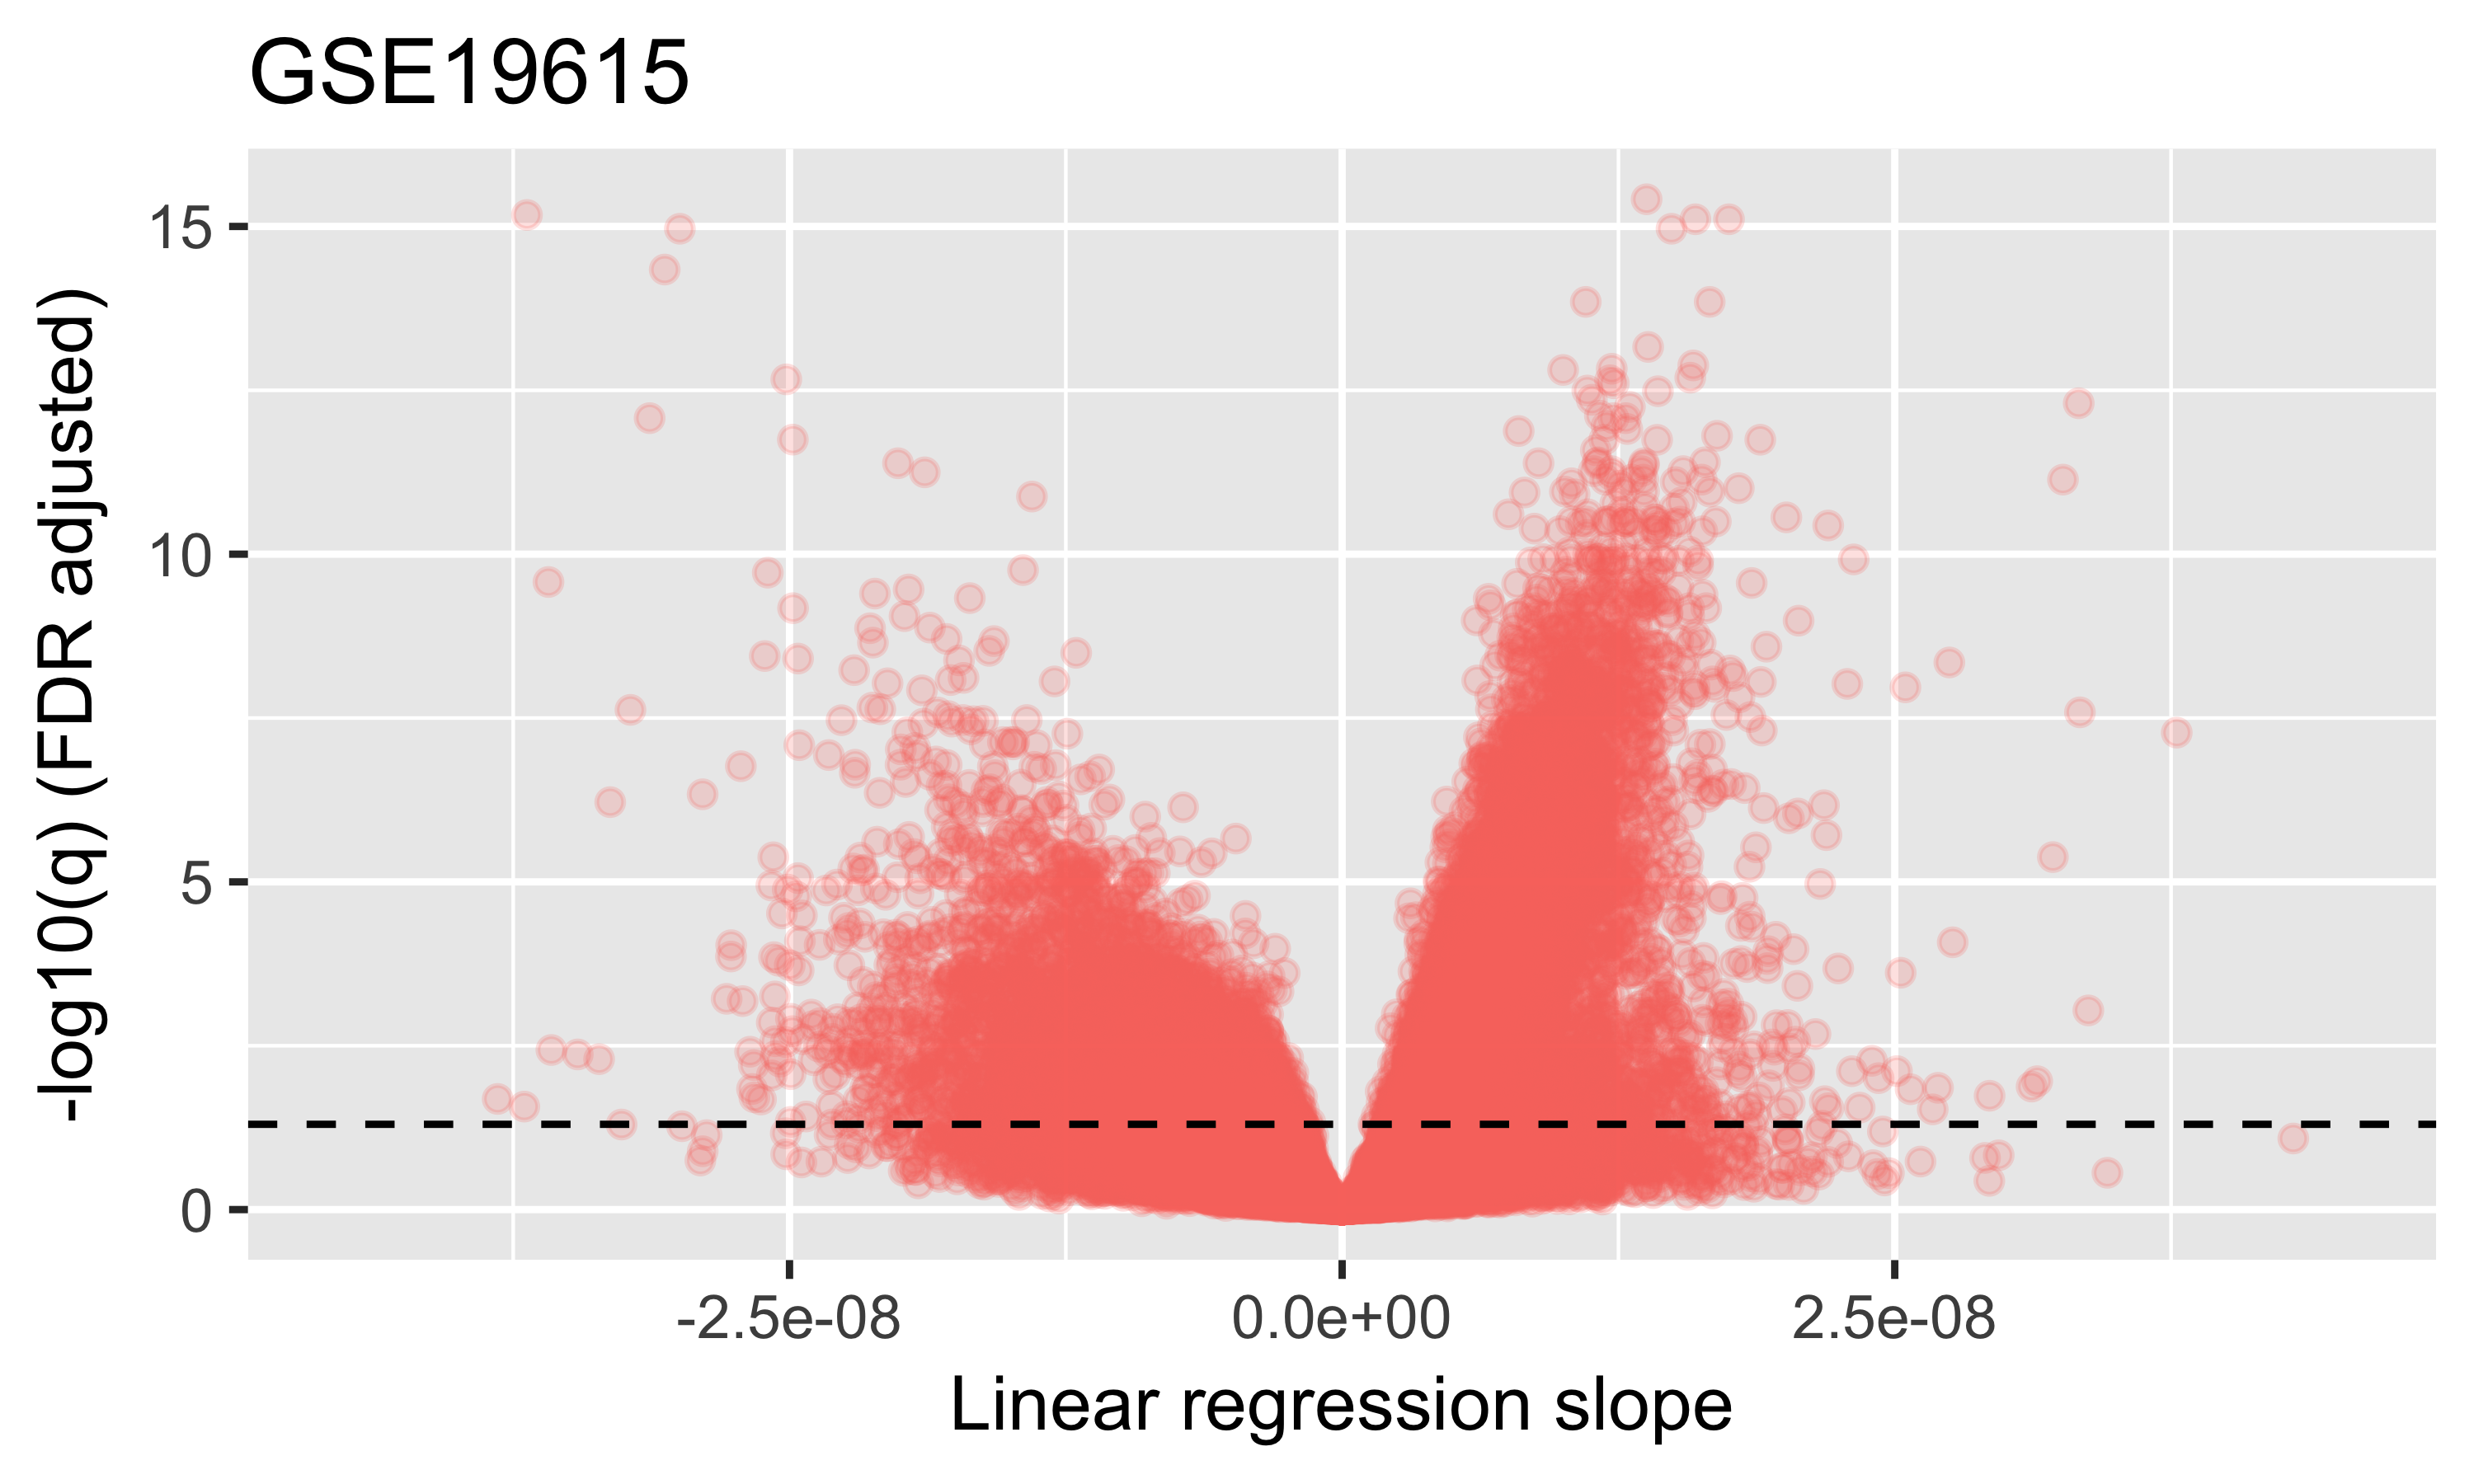 GSE19615
-log10(q) (FDR adjusted)
15
10
5
0
-2.5e-08
0.0e+00
2.5e-08
Linear regression slope